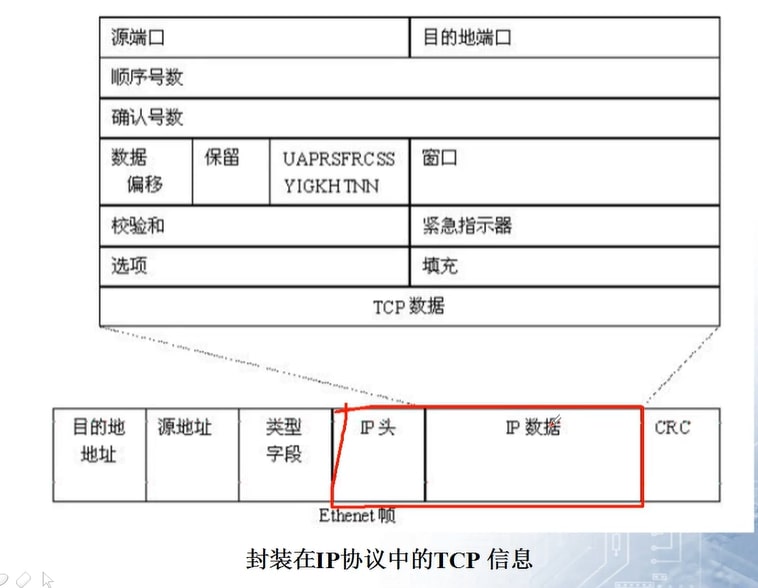 源端口 目的地端口
顺序号数
确认号数
数据 保留 UAPRSFRCSS 窗口
偏移 YIGKHTNN
校验和 紧急指示器
选项 填充
TCP 数据
目的地 源地址 类型 IP 头 IP 数据 CRC
地址 字段
Ethenet 帧
封装在IP协议中的TCP 信息